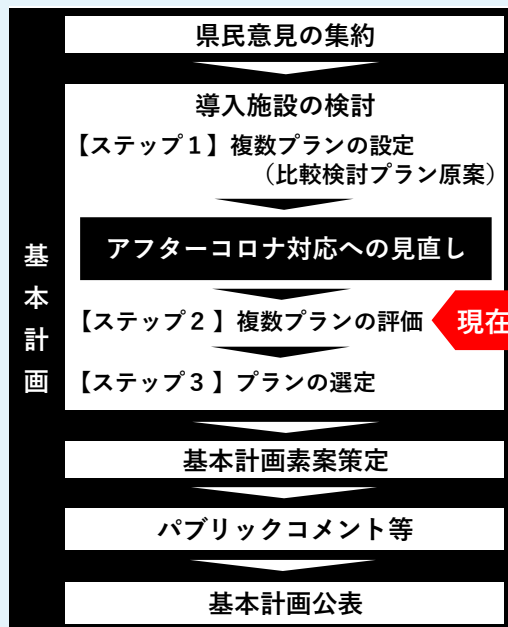 県民意見の集約
導入施設の検討
【ステップ１】複数プランの設定
（比較検討プラン原案）
アフターコロナ対応への見直し
基本計画
【ステップ２】複数プランの評価
現在
【ステップ３】プランの選定
基本計画素案策定
パブリックコメント等
基本計画公表